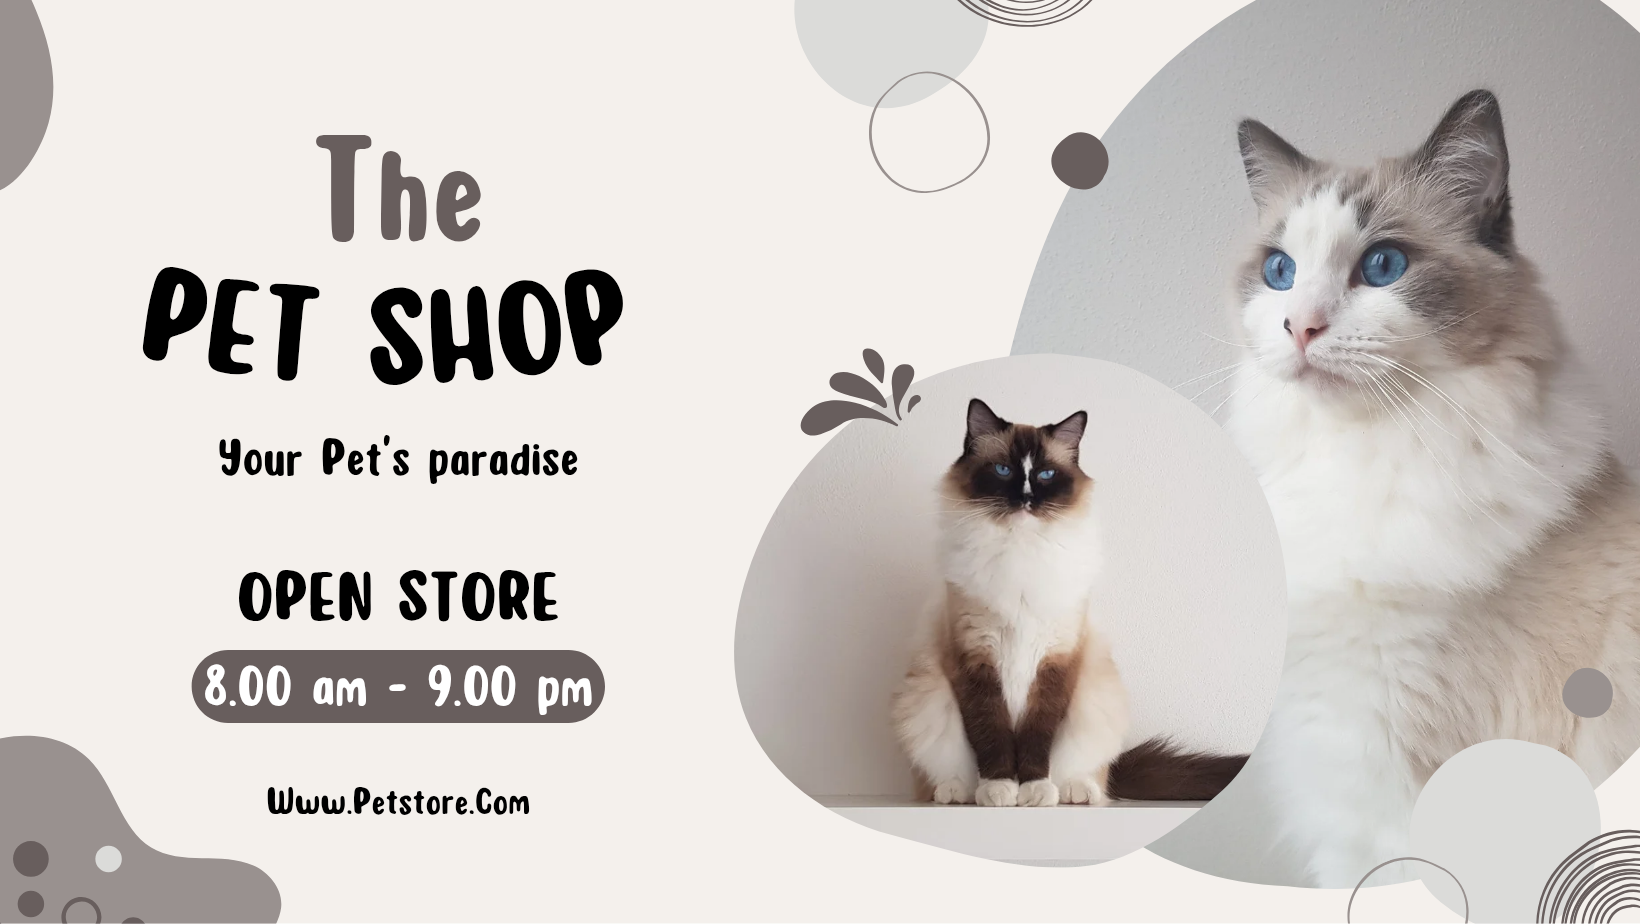 The
PET SHOP
Your Pet's paradise
OPEN STORE
8.00 am - 9.00 pm
Www.Petstore.Com